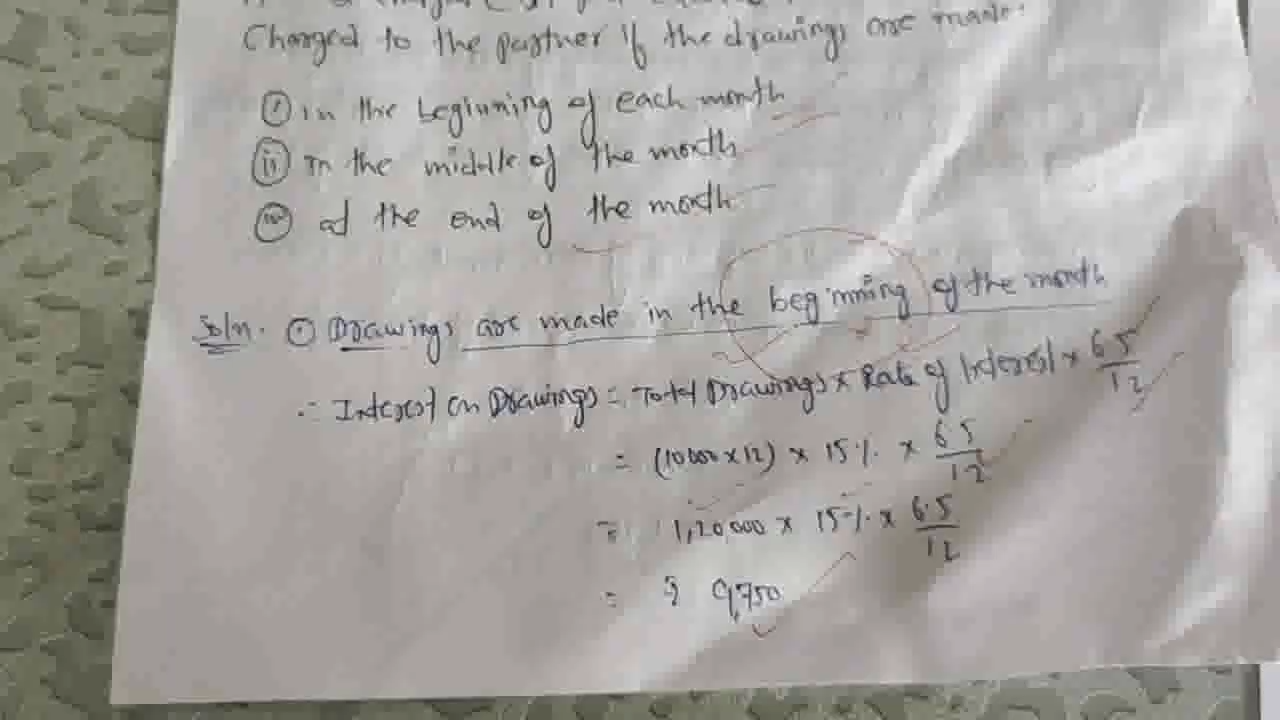 Charged to the partner if the drawings are made:
(i) in the beginning of each month
(ii) in the middle of the month
(iii) at the end of the month
Soln. (i) Drawings are made in the beginning of the month
∴ Interest on Drawings = Total Drawings x Rate of Interest x 6.5/12
= (10000 x 12) x 15% x 6.5/12
= 1,20,000 x 15% x 6.5/12
= ₹ 9,750